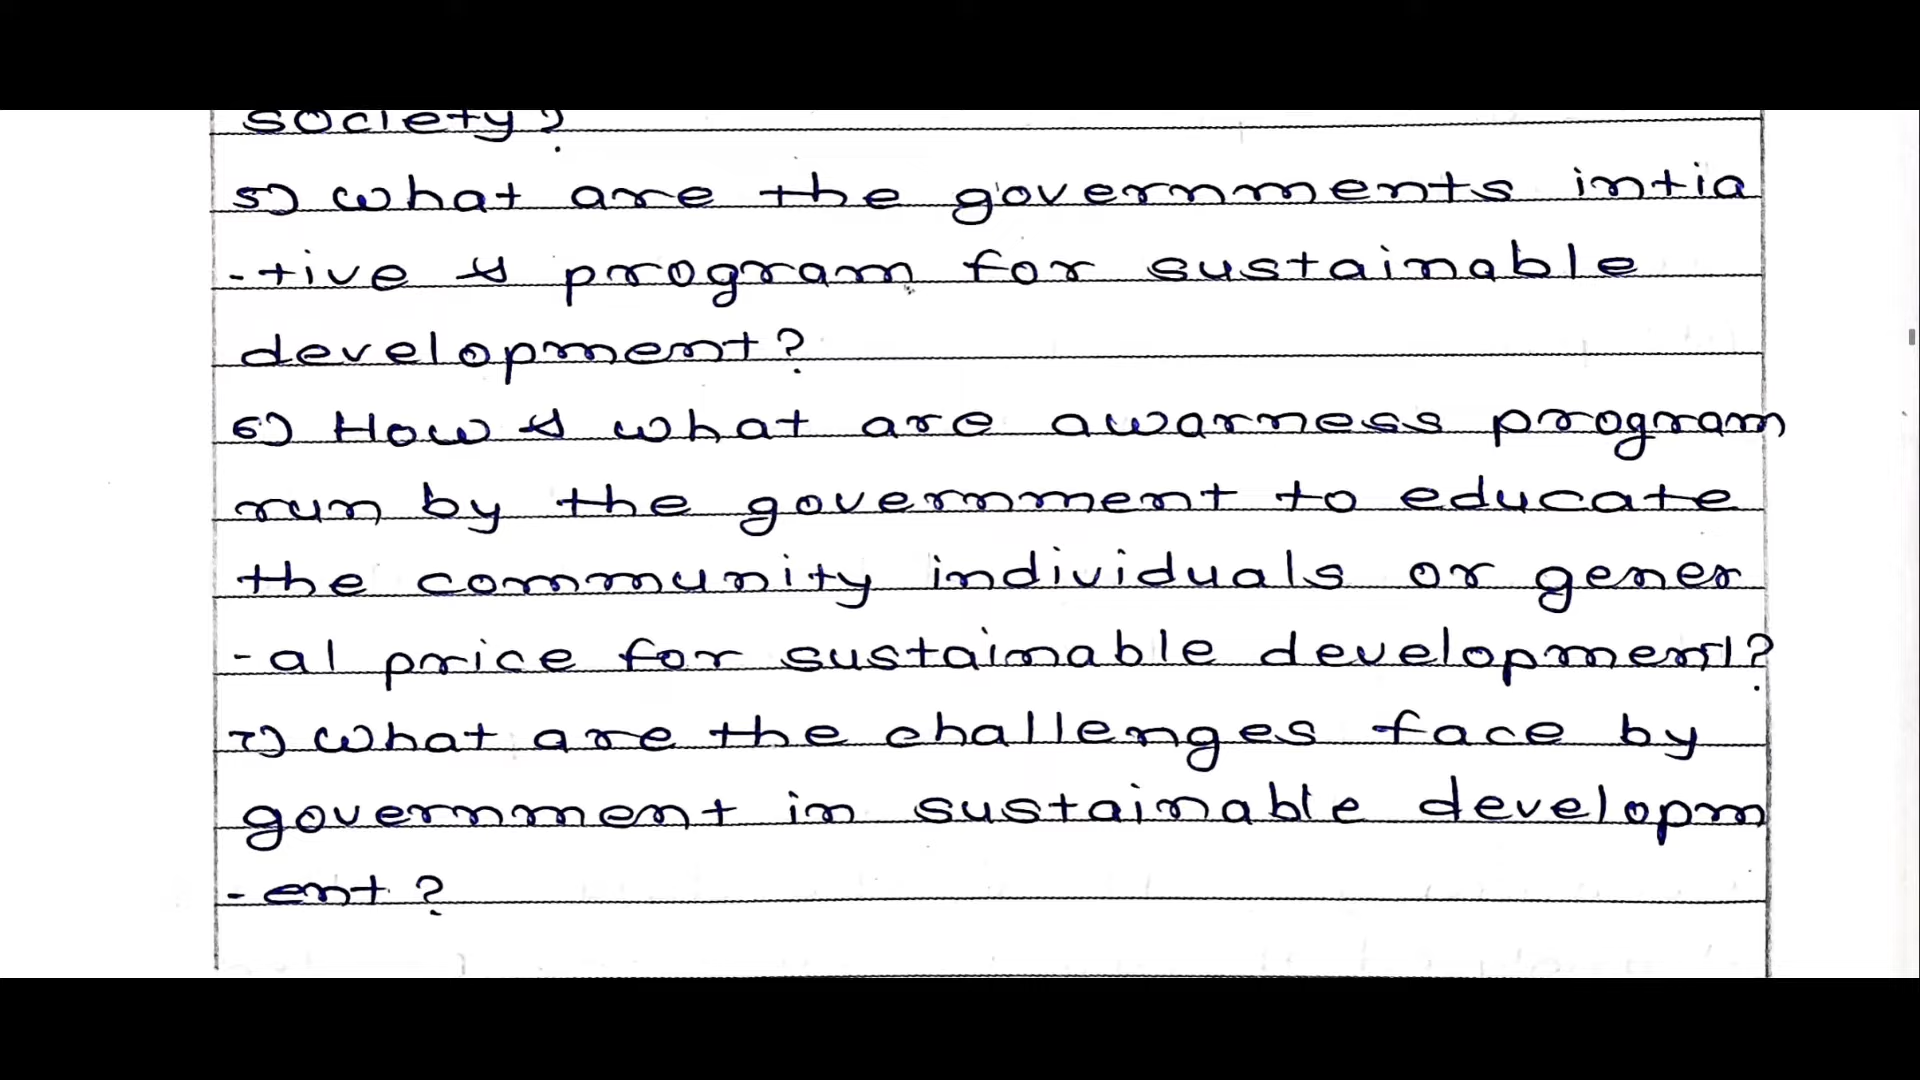 society?
5) What are the governments intia
-tive & program for sustainable
development?
6) How & what are awarness program
run by the government to educate
the community individuals or gener
-al price for sustainable development?
7) What are the challenges face by
government in sustainable developm
-ent?